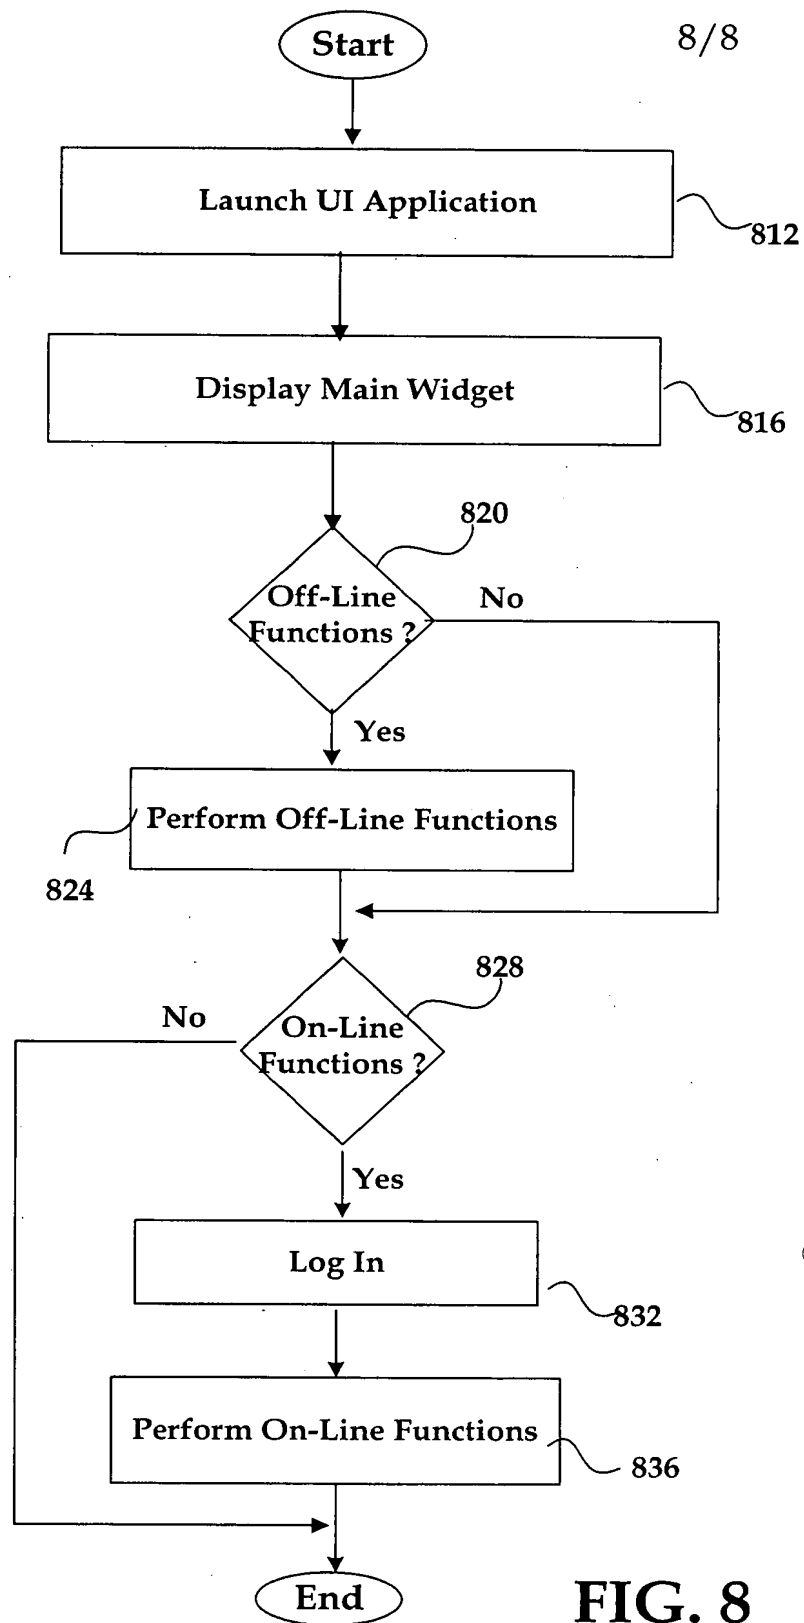 Start
8/8
Launch UI Application
812
Display Main Widget
816
820
Off-Line
Functions ?
No
Yes
Perform Off-Line Functions
824
828
No
On-Line
Functions ?
Yes
Log In
832
Perform On-Line Functions
836
End
FIG. 8